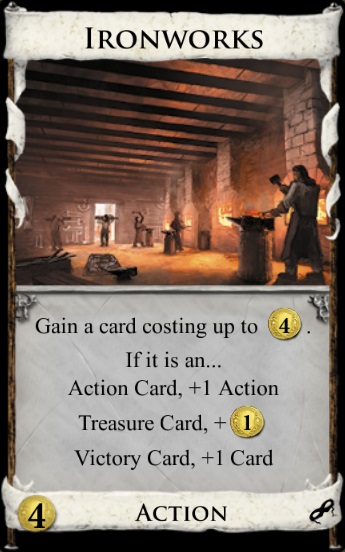 IRONWORKS
Gain a card costing up to 4.
If it is an...
Action Card, +1 Action
Treasure Card, +1
Victory Card, +1 Card
4 ACTION